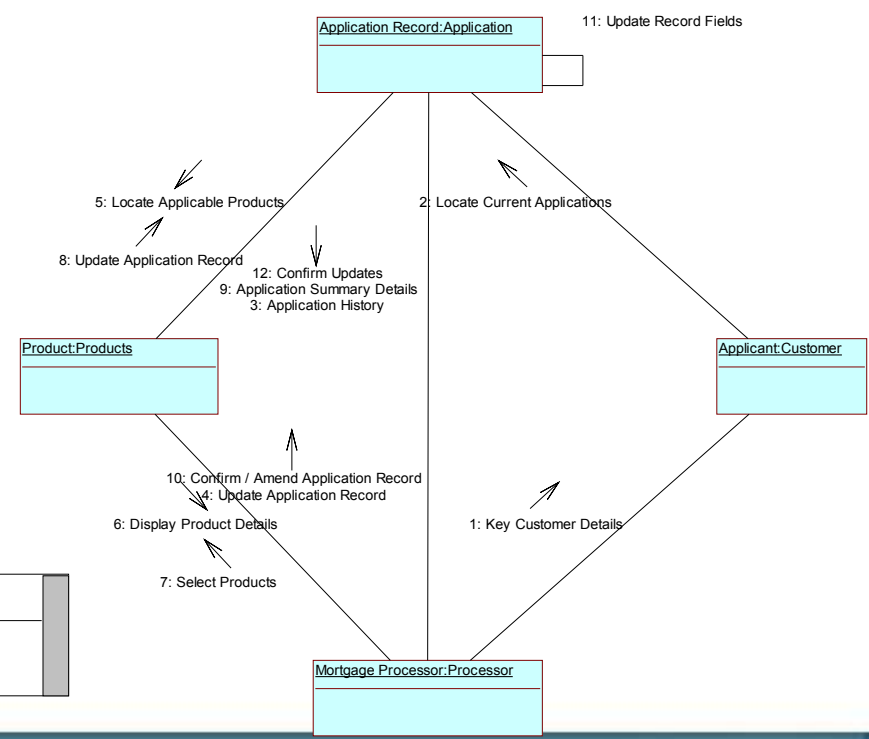 11: Update Record Fields
Application Record:Application
5: Locate Applicable Products
2: Locate Current Applications
8: Update Application Record
12: Confirm Updates
9: Application Summary Details
3: Application History
Product:Products
Applicant:Customer
10: Confirm / Amend Application Record
4: Update Application Record
6: Display Product Details
1: Key Customer Details
7: Select Products
Mortgage Processor:Processor